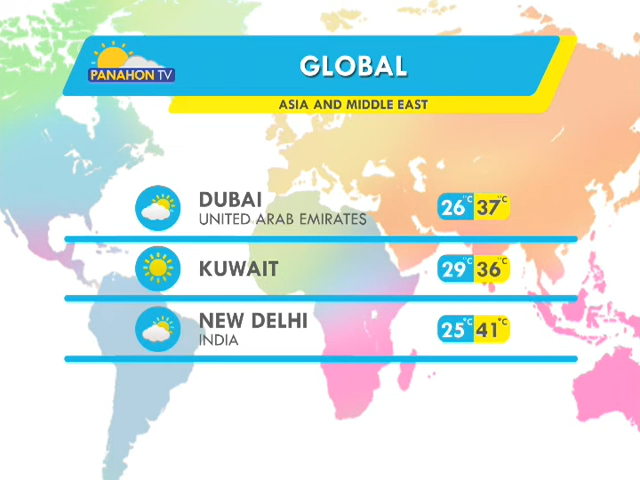 PANAHON TV
GLOBAL
ASIA AND MIDDLE EAST
DUBAI
UNITED ARAB EMIRATES
26°C 37°C
KUWAIT
29°C 36°C
NEW DELHI
INDIA
25°C 41°C